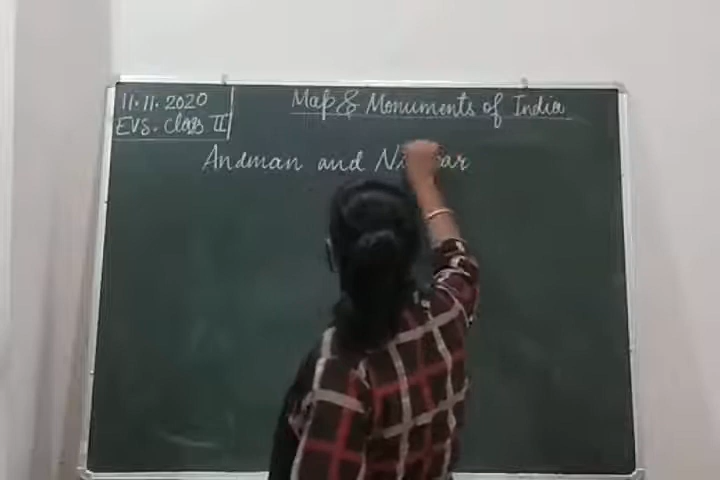 11.11.2020
EVS. Class II
Map & Monuments of India
Andman and